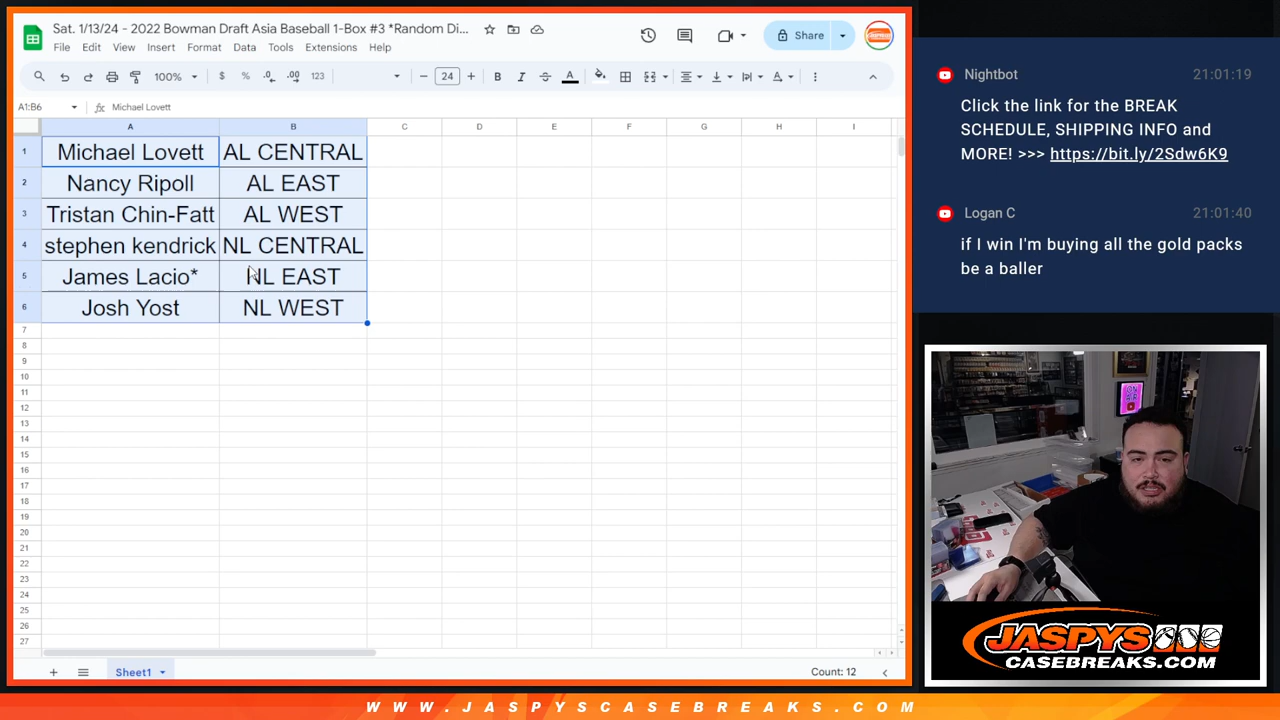 Sat. 1/13/24 - 2022 Bowman Draft Asia Baseball 1-Box #3 *Random Di...
File Edit View Insert Format Data Tools Extensions Help
Share
100% $ % .0 .00 123 24 B I A
A1:B6 fx Michael Lovett
A B C D E F G H I
1 Michael Lovett AL CENTRAL
2 Nancy Ripoll AL EAST
3 Tristan Chin-Fatt AL WEST
4 stephen kendrick NL CENTRAL
5 James Lacio* NL EAST
6 Josh Yost NL WEST
7
8
9
10
11
12
13
14
15
16
17
18
19
20
21
22
23
24
25
26
27
Sheet1 Count: 12
Nightbot 21:01:19
Click the link for the BREAK
SCHEDULE, SHIPPING INFO and
MORE! >>> https://bit.ly/2Sdw6K9
Logan C 21:01:40
if I win I'm buying all the gold packs
be a baller
JASPYS
CASEBREAKS.COM
WWW.JASPYSCASEBREAKS.COM